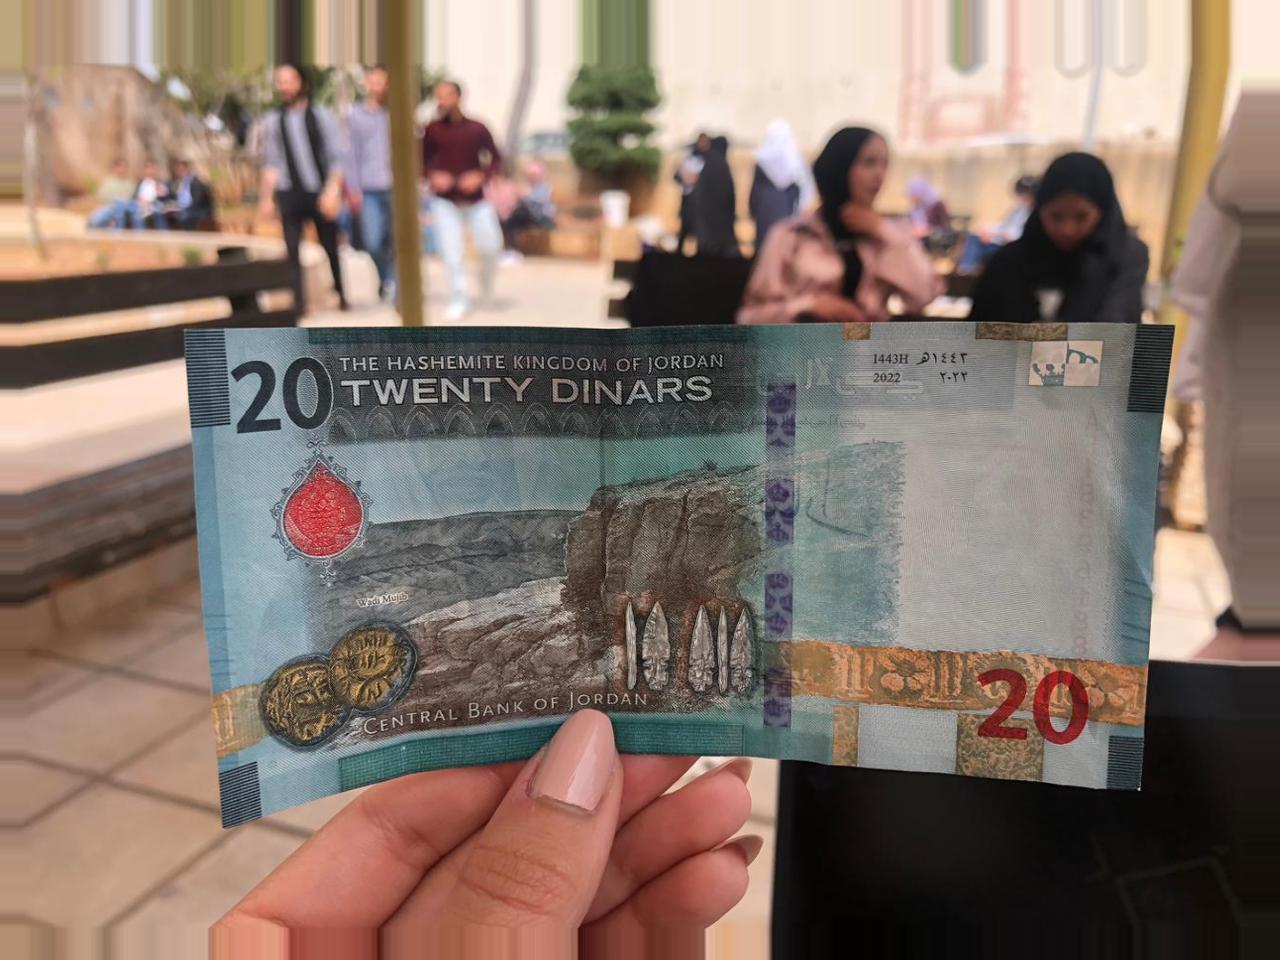 20
THE HASHEMITE KINGDOM OF JORDAN
TWENTY DINARS
1443H ١٤٤٣هـ
2022 ٢٠٢٢
Wadi Mujib
CENTRAL BANK OF JORDAN
20